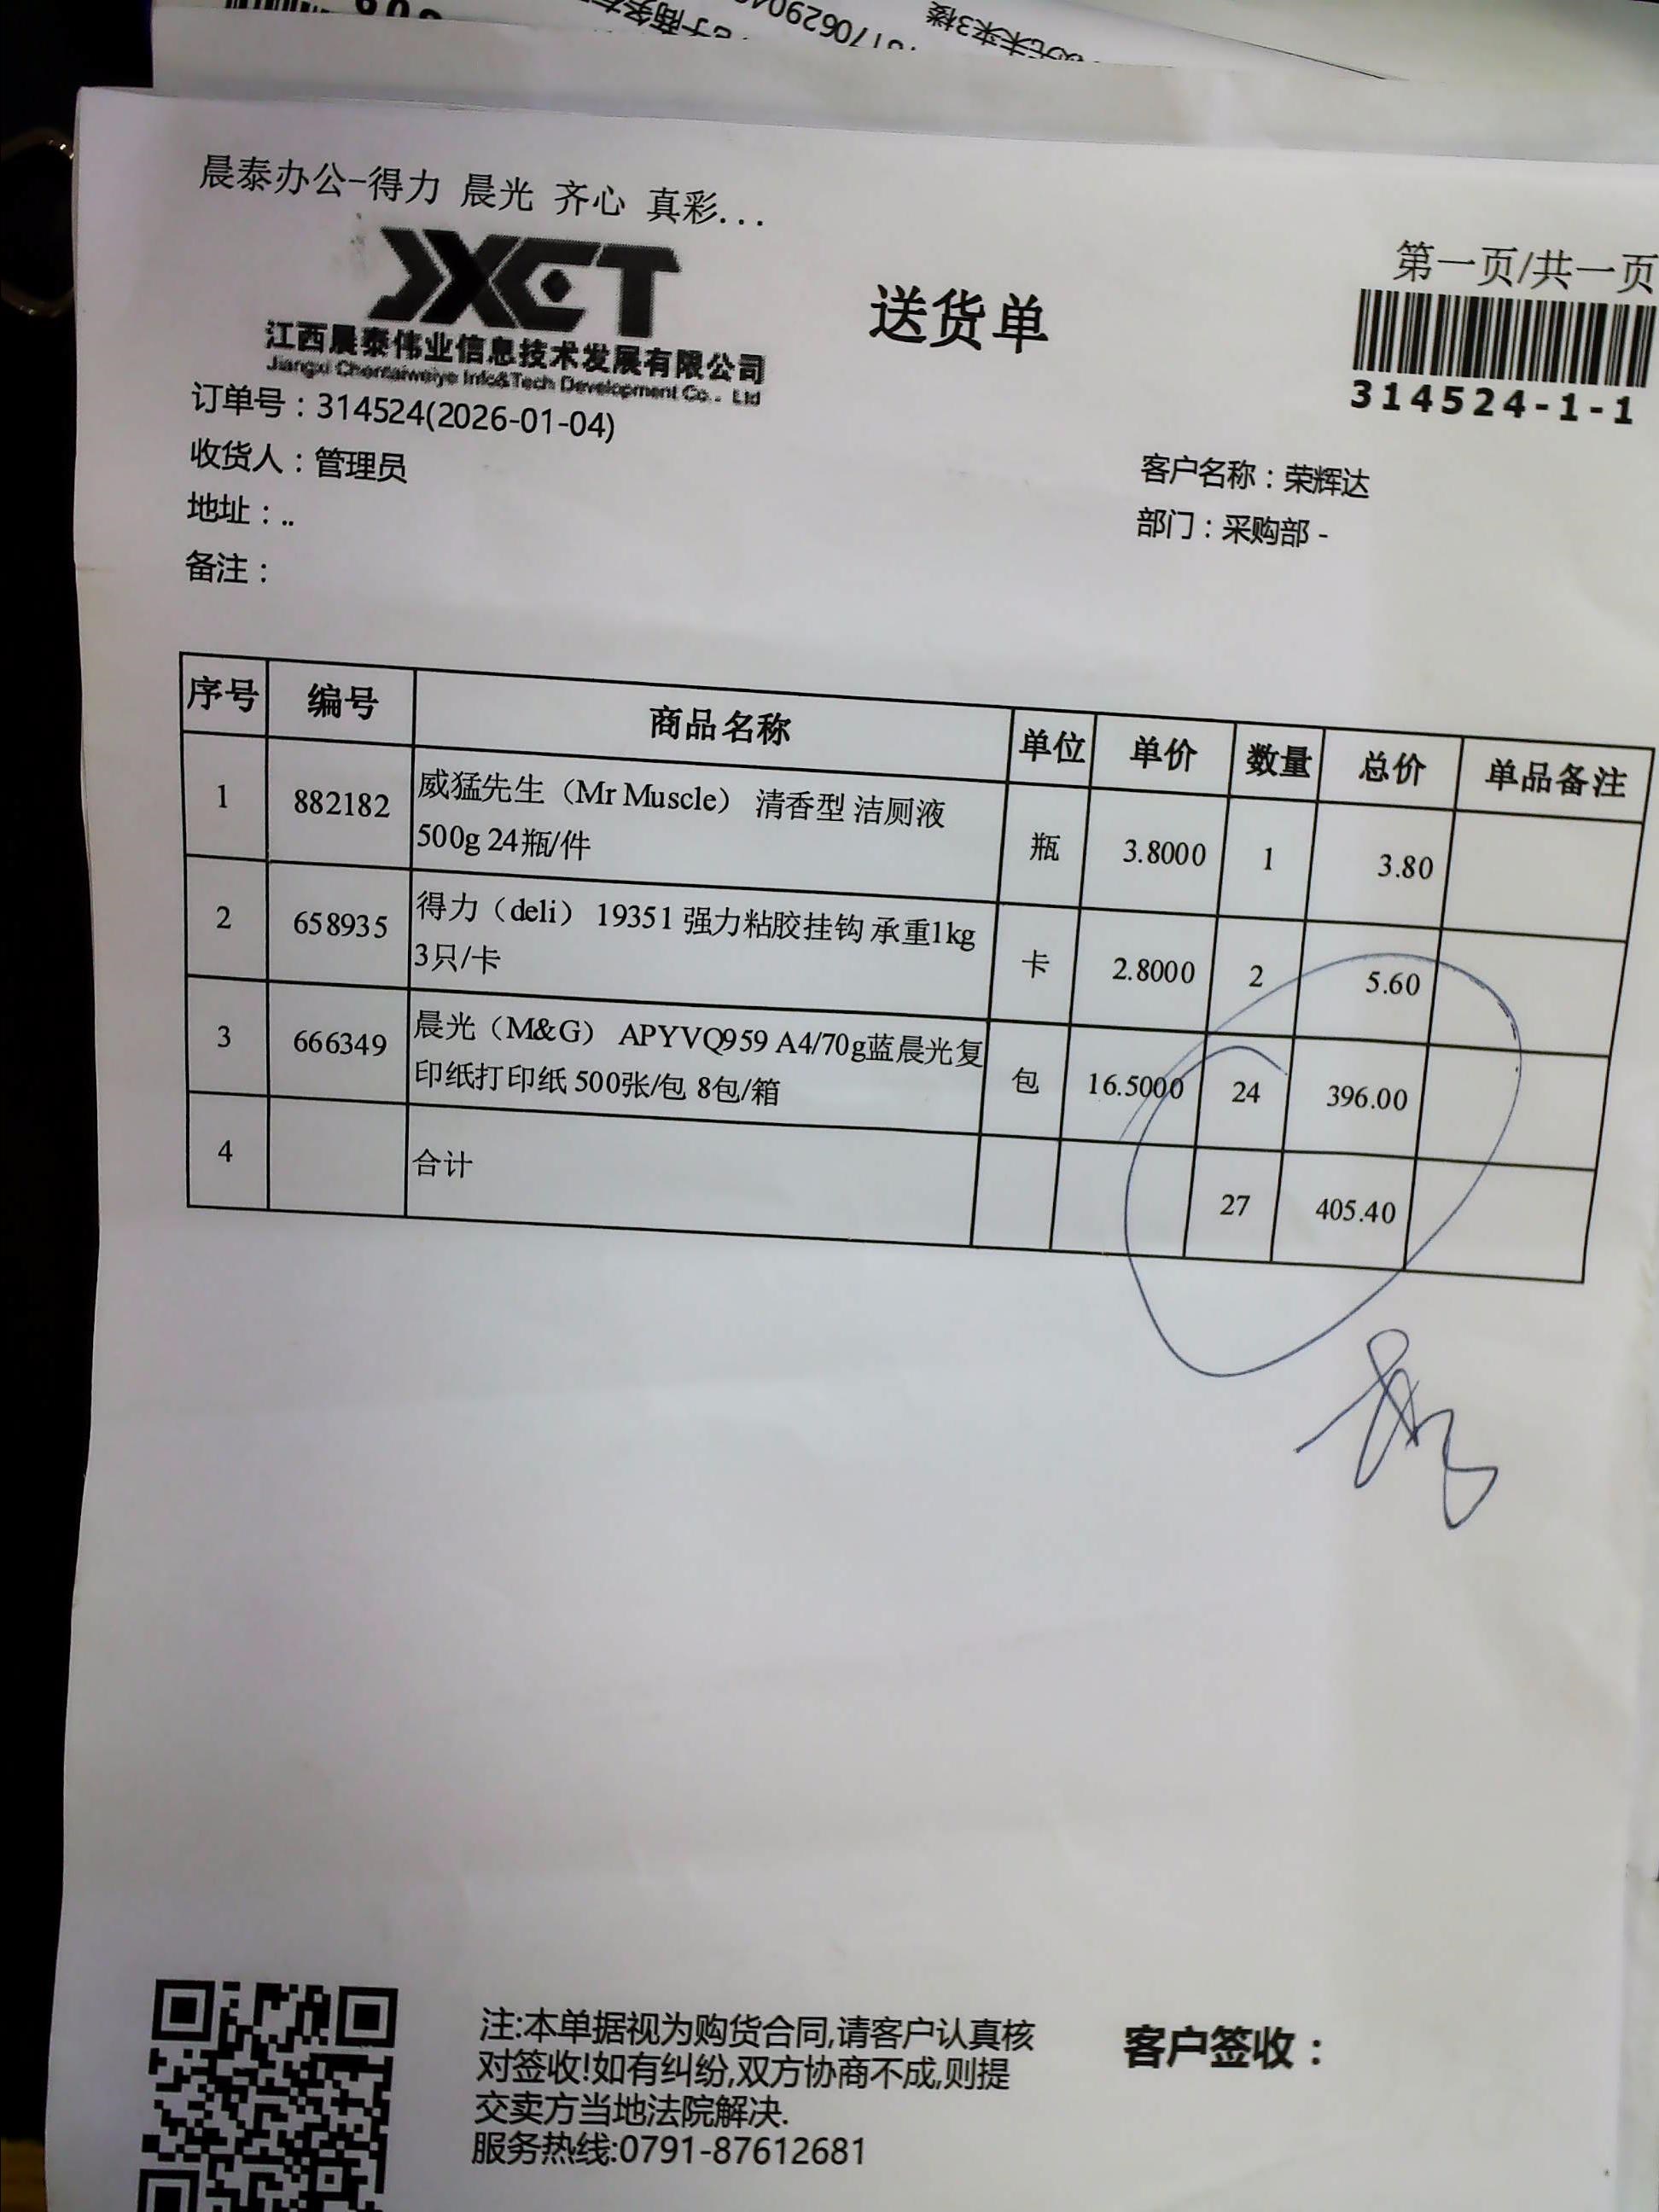 晨泰办公-得力 晨光 齐心 真彩...
JXCT
江西晨泰伟业信息技术发展有限公司
Jiangxi Chentaiweiye Info&Tech Development Co.，Ltd
送货单
第一页/共一页
314524-1-1
订单号：314524(2026-01-04)
收货人：管理员
客户名称：荣辉达
地址：..
部门：采购部 -
备注：
序号 编号 商品名称 单位 单价 数量 总价 单品备注
1 882182 威猛先生（Mr Muscle） 清香型 洁厕液 瓶 3.8000 1 3.80
500g 24瓶/件
2 658935 得力（deli） 19351 强力粘胶挂钩 承重1kg 卡 2.8000 2 5.60
3只/卡
3 666349 晨光（M&G） APYVQ959 A4/70g蓝晨光复 包 16.5000 24 396.00
印纸打印纸 500张/包 8包/箱
4 合计 27 405.40
注:本单据视为购货合同,请客户认真核
对签收!如有纠纷,双方协商不成,则提
交卖方当地法院解决.
服务热线:0791-87612681
客户签收：